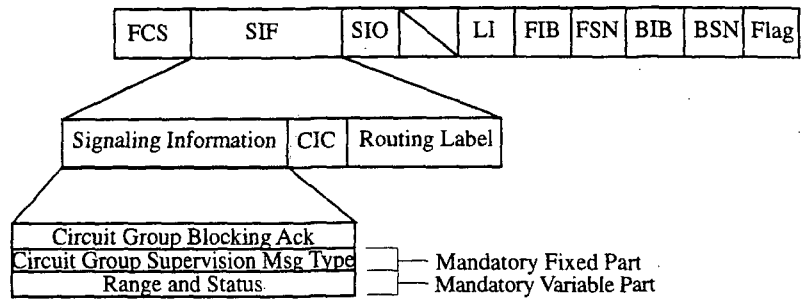 FCS SIF SIO LI FIB FSN BIB BSN Flag
Signaling Information CIC Routing Label
Circuit Group Blocking Ack
Circuit Group Supervision Msg Type
Mandatory Fixed Part
Range and Status
Mandatory Variable Part